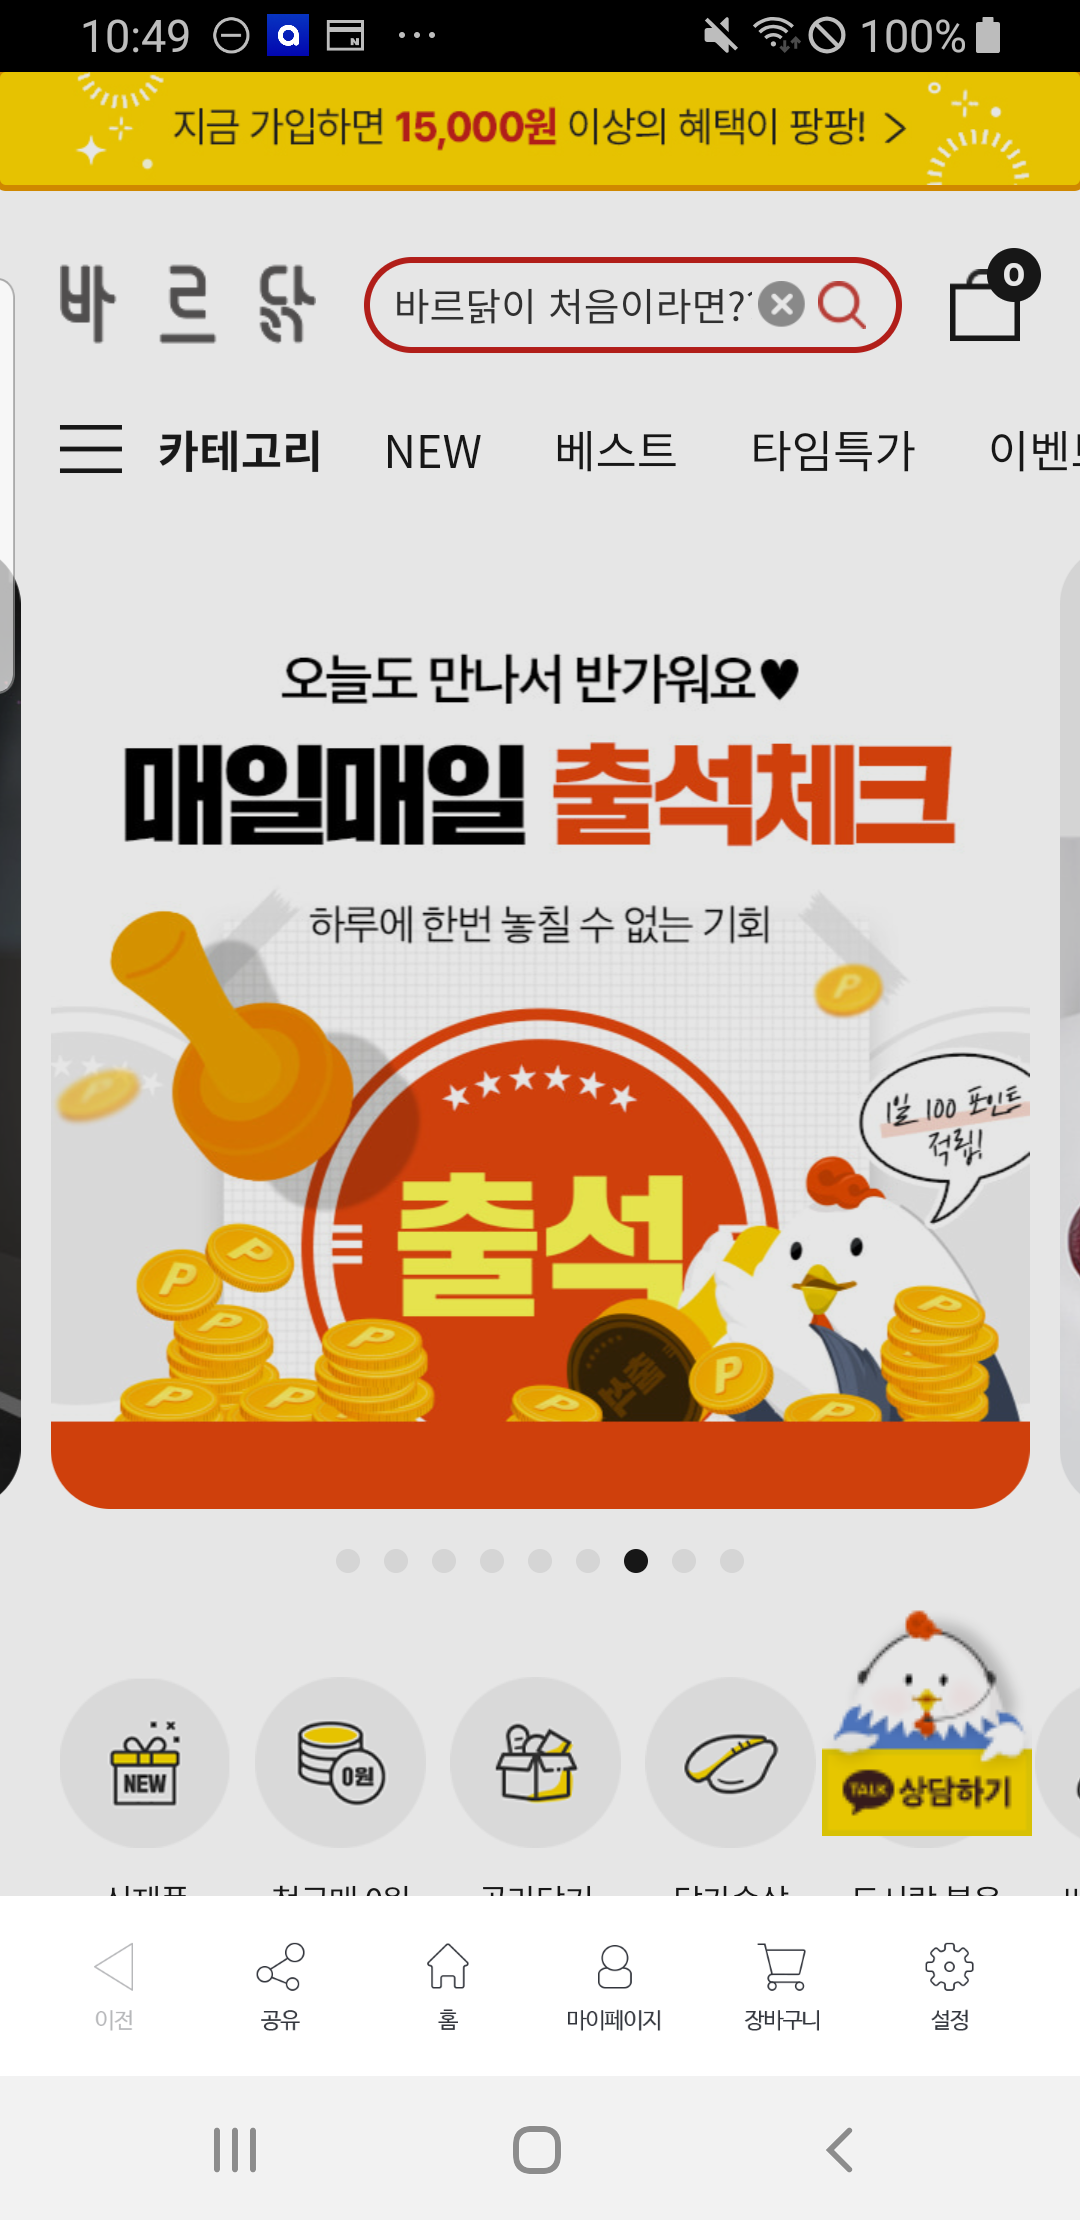 10:49
100%
지금 가입하면 15,000원 이상의 혜택이 팡팡! >
바르닭
바르닭이 처음이라면?
0
카테고리 NEW 베스트 타임특가 이벤트
오늘도 만나서 반가워요♥
매일매일 출석체크
하루에 한번 놓칠 수 없는 기회
1일 100 포인트
적립!
출석
NEW
0원
TALK 상담하기
이전 공유 홈 마이페이지 장바구니 설정